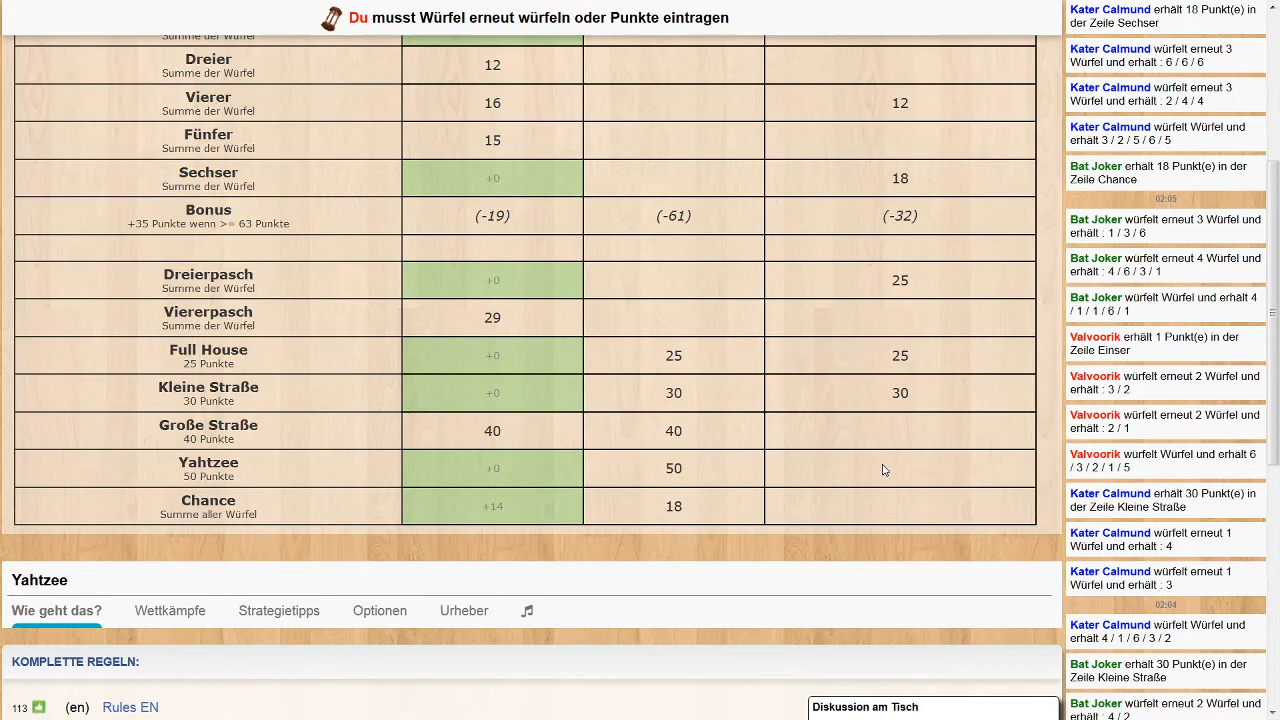 Du musst Würfel erneut würfeln oder Punkte eintragen
Summe der Würfel
Dreier 12
Summe der Würfel
Vierer 16 12
Summe der Würfel
Fünfer 15
Summe der Würfel
Sechser +0 18
Summe der Würfel
Bonus (-19) (-61) (-32)
+35 Punkte wenn >= 63 Punkte
Dreierpasch +0 25
Summe der Würfel
Viererpasch 29
Summe der Würfel
Full House +0 25 25
25 Punkte
Kleine Straße +0 30 30
30 Punkte
Große Straße 40 40
40 Punkte
Yahtzee +0 50
50 Punkte
Chance +14 18
Summe aller Würfel
Yahtzee
Wie geht das? Wettkämpfe Strategietipps Optionen Urheber
KOMPLETTE REGELN:
113 (en) Rules EN
Diskussion am Tisch
Kater Calmund erhält 18 Punkt(e) in
der Zeile Sechser
Kater Calmund würfelt erneut 3
Würfel und erhält : 6 / 6 / 6
Kater Calmund würfelt erneut 3
Würfel und erhält : 2 / 4 / 4
Kater Calmund würfelt Würfel und
erhält 3 / 2 / 5 / 6 / 5
Bat Joker erhält 18 Punkt(e) in der
Zeile Chance
02:05
Bat Joker würfelt erneut 3 Würfel und
erhält : 1 / 3 / 6
Bat Joker würfelt erneut 4 Würfel und
erhält : 4 / 6 / 3 / 1
Bat Joker würfelt Würfel und erhält 4
/ 1 / 1 / 6 / 1
Valvoorik erhält 1 Punkt(e) in der
Zeile Einser
Valvoorik würfelt erneut 2 Würfel und
erhält : 3 / 2
Valvoorik würfelt erneut 2 Würfel und
erhält : 2 / 1
Valvoorik würfelt Würfel und erhält 6
/ 3 / 2 / 1 / 5
Kater Calmund erhält 30 Punkt(e) in
der Zeile Kleine Straße
Kater Calmund würfelt erneut 1
Würfel und erhält : 4
Kater Calmund würfelt erneut 1
Würfel und erhält : 3
02:04
Kater Calmund würfelt Würfel und
erhält 4 / 1 / 6 / 3 / 2
Bat Joker erhält 30 Punkt(e) in der
Zeile Kleine Straße
Bat Joker würfelt erneut 2 Würfel und
erhält : 4 / 2